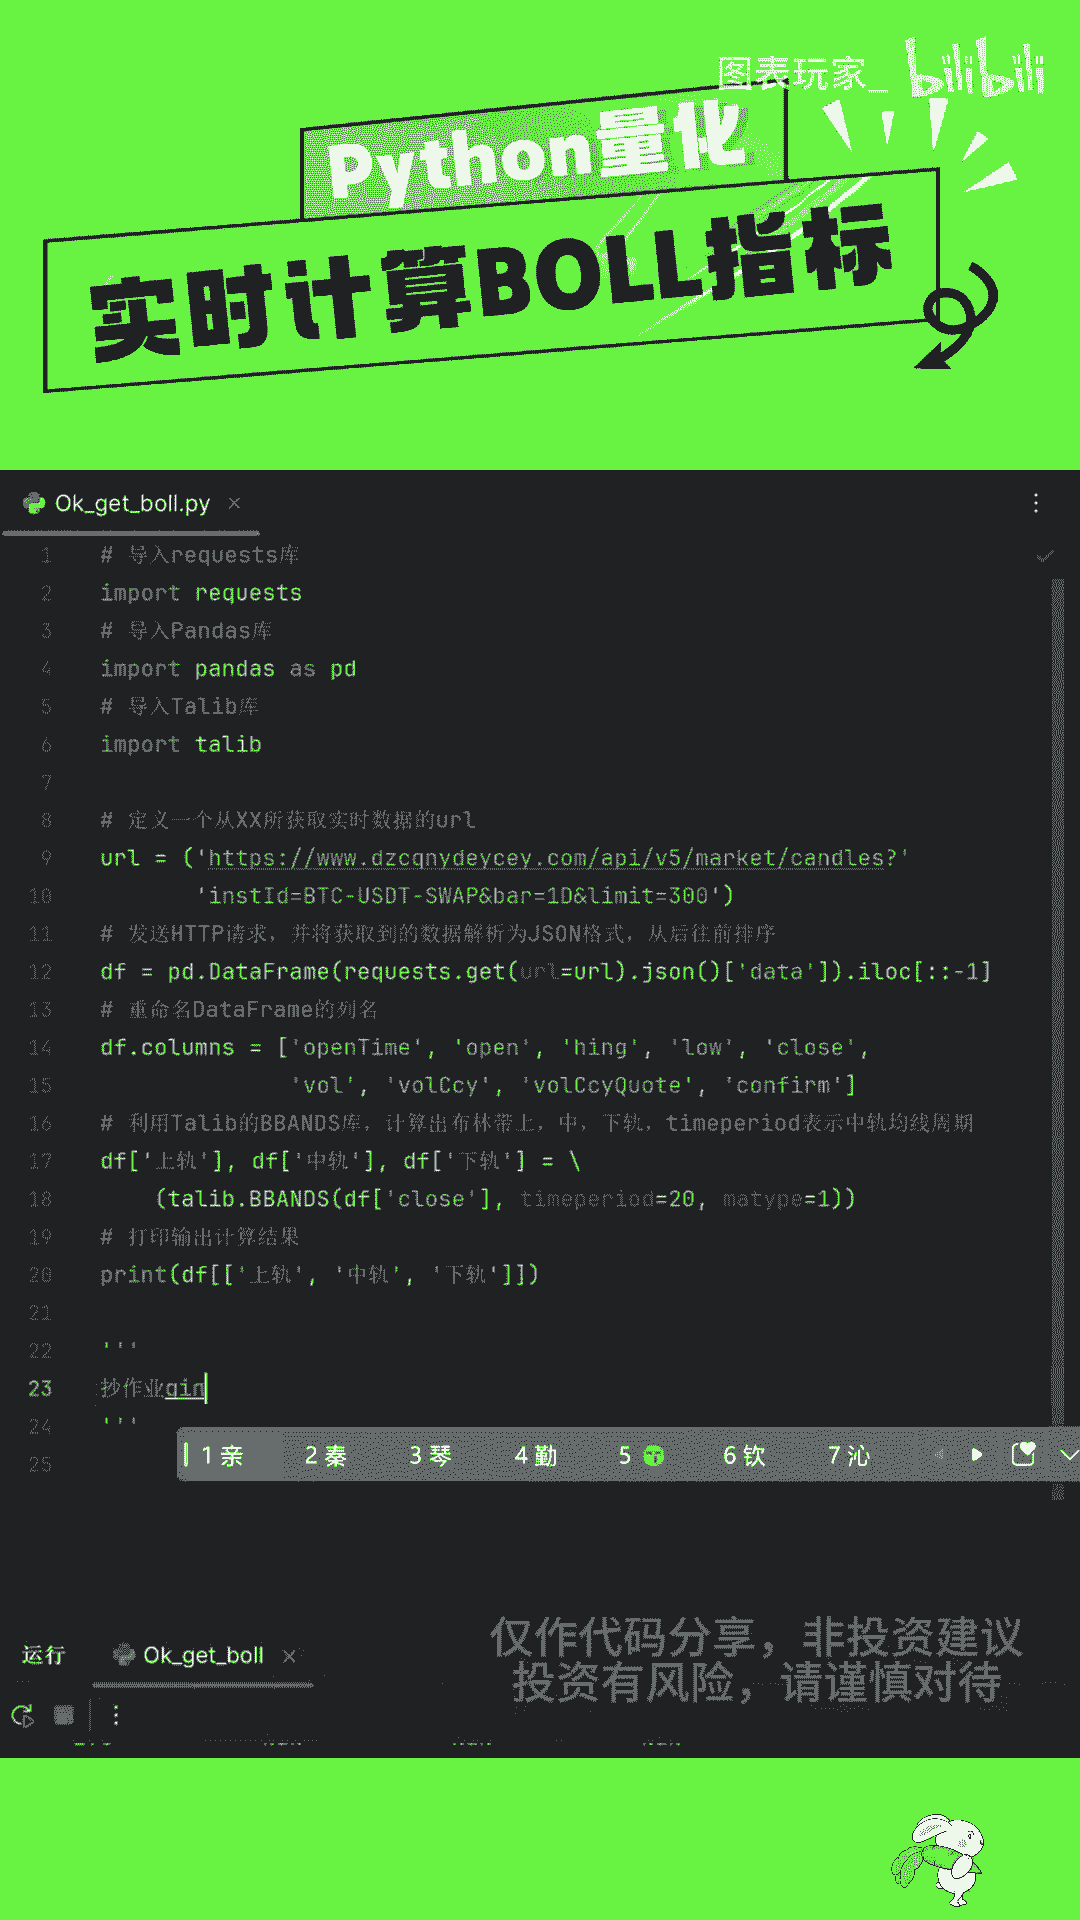 图表玩家_ bilibili
Python量化
实时计算BOLL指标
Ok_get_boll.py ×
1 # 导入requests库
2 import requests
3 # 导入Pandas库
4 import pandas as pd
5 # 导入Talib库
6 import talib
7
8 # 定义一个从XX所获取实时数据的url
9 url = ('https://www.dzcqnydeycey.com/api/v5/market/candles?'
10 'instId=BTC-USDT-SWAP&bar=1D&limit=300')
11 # 发送HTTP请求，并将获取到的数据解析为JSON格式，从后往前排序
12 df = pd.DataFrame(requests.get(url=url).json()['data']).iloc[::-1]
13 # 重命名DataFrame的列名
14 df.columns = ['openTime', 'open', 'hing', 'low', 'close',
15 'vol', 'volCcy', 'volCcyQuote', 'confirm']
16 # 利用Talib的BBANDS库，计算出布林带上，中，下轨，timeperiod表示中轨均线周期
17 df['上轨'], df['中轨'], df['下轨'] = \
18 (talib.BBANDS(df['close'], timeperiod=20, matype=1))
19 # 打印输出计算结果
20 print(df[['上轨', '中轨', '下轨']])
21
22 '''
23 抄作业qin
24 '''
25
1 亲 2 秦 3 琴 4 勤 5 6 钦 7 沁
仅作代码分享，非投资建议
投资有风险，请谨慎对待
运行 Ok_get_boll ×